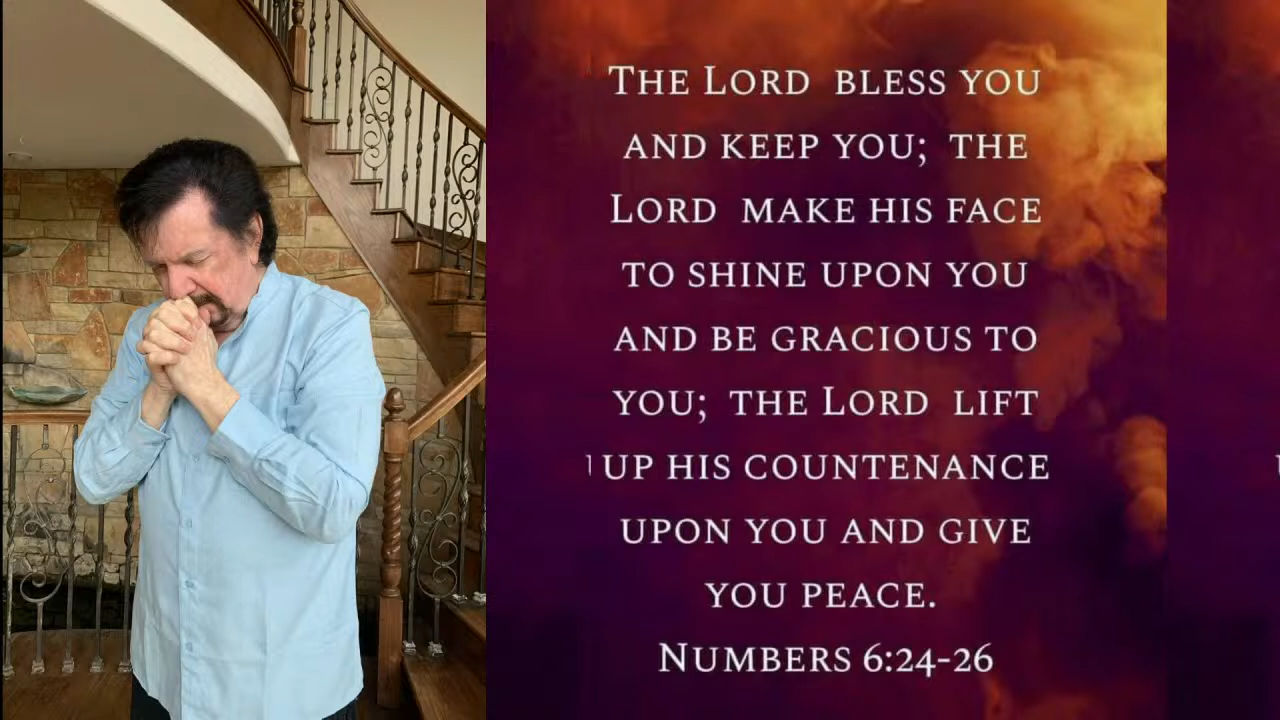 The Lord bless you
and keep you; the
Lord make His face
to shine upon you
and be gracious to
you; the Lord lift
up His countenance
upon you and give
you peace.
Numbers 6:24-26